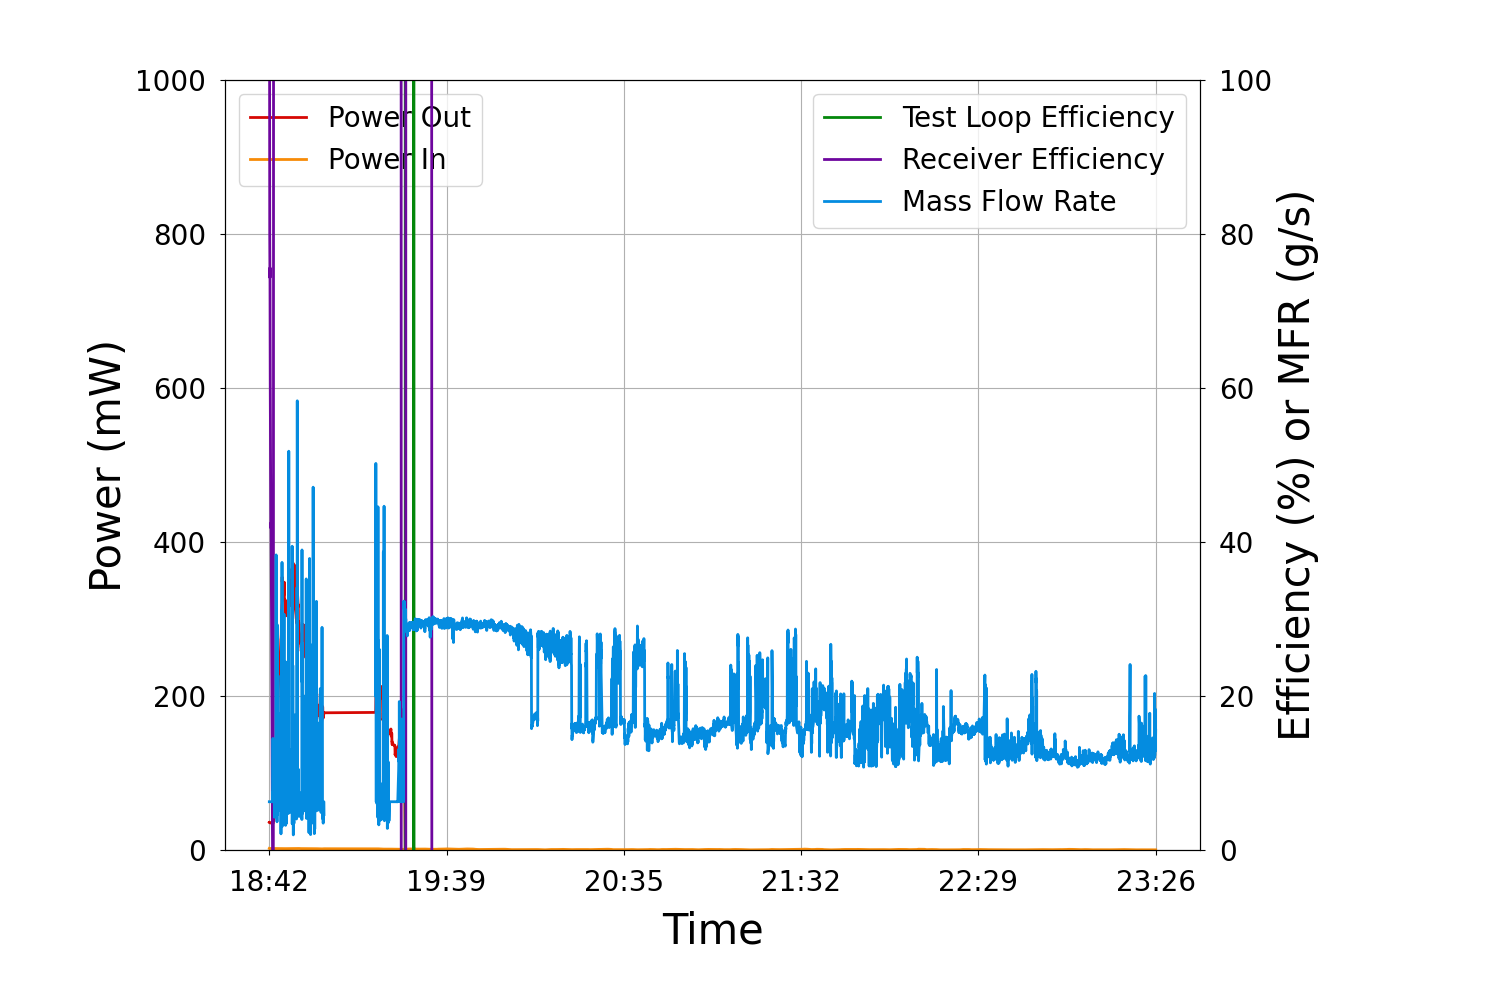 1000
800
600
400
200
0
Power (mW)
Power Out
Power In
Test Loop Efficiency
Receiver Efficiency
Mass Flow Rate
100
80
60
40
20
0
Efficiency (%) or MFR (g/s)
18:42 19:39 20:35 21:32 22:29 23:26
Time